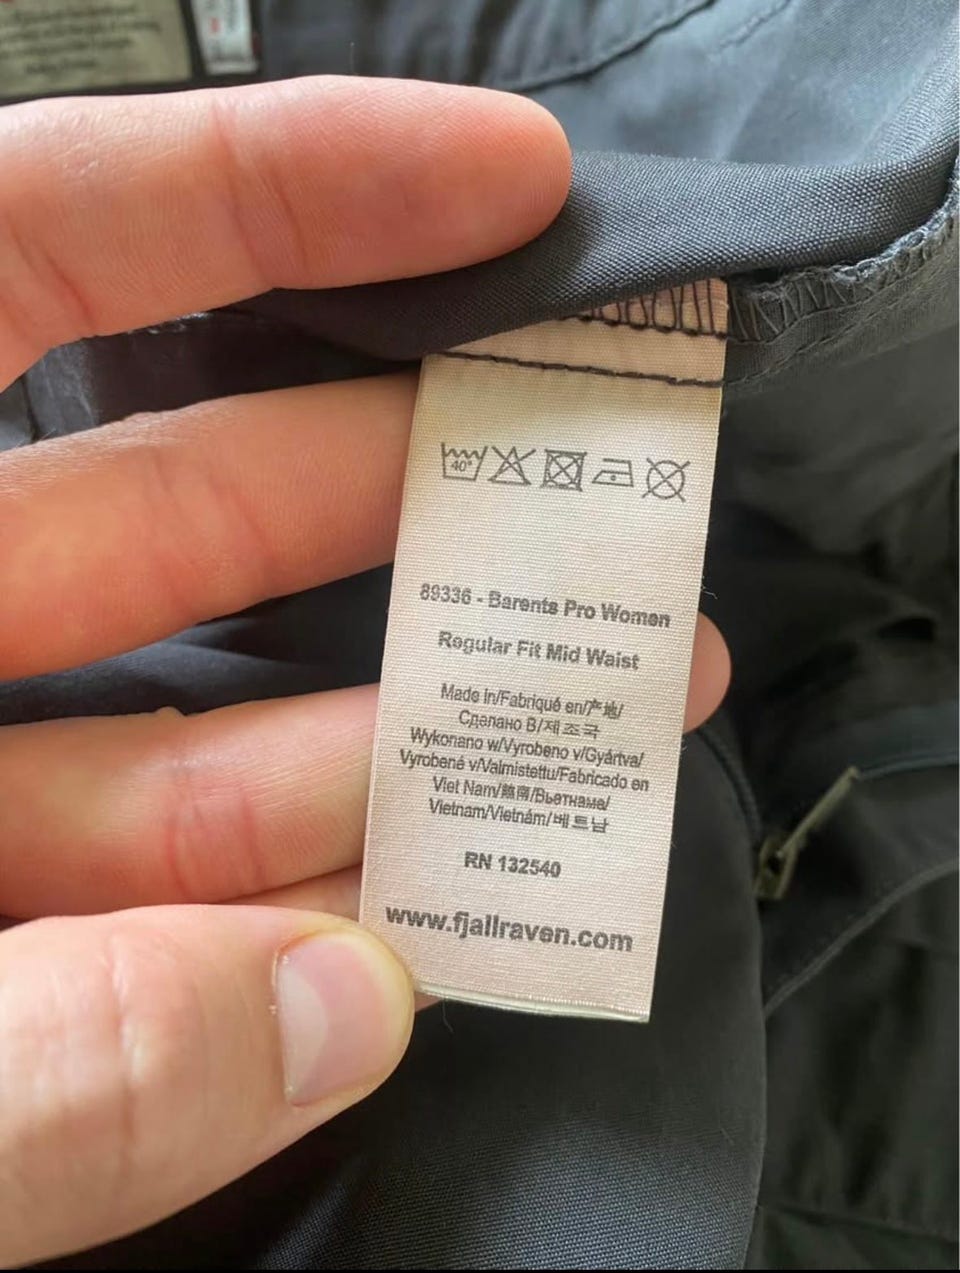 40°
89336 - Barents Pro Women
Regular Fit Mid Waist
Made in/Fabriqué en/产地/
Сделано В/제조국
Wykonano w/Vyrobeno v/Gyártva/
Vyrobené v/Valmistettu/Fabricado en
Viet Nam/越南/Вьетнаме/
Vietnam/Vietnám/베트남
RN 132540
www.fjallraven.com